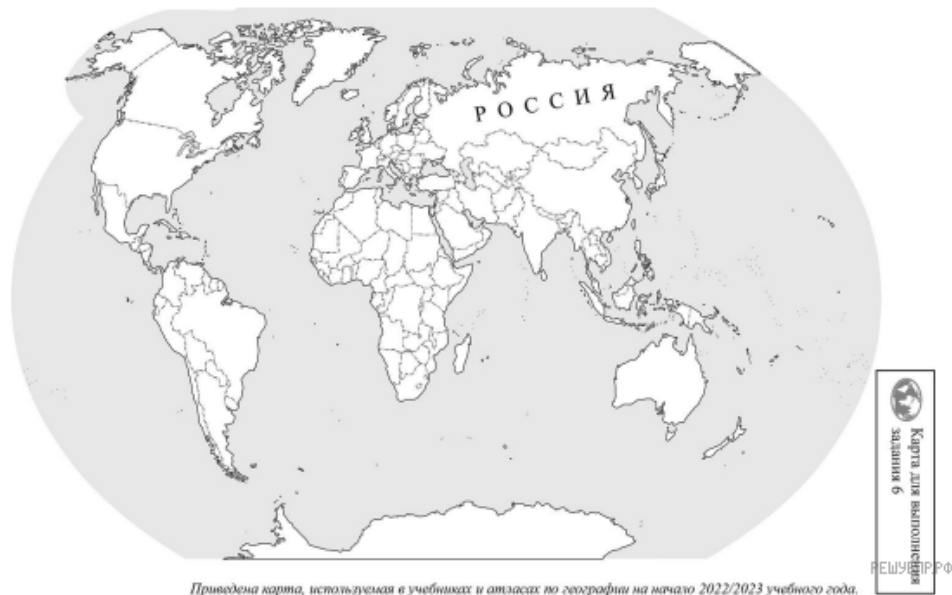 РОССИЯ
Карта для выполнения
задания 6
РЕШУВПР.РФ
Приведена карта, используемая в учебниках и атласах по географии на начало 2022/2023 учебного года.